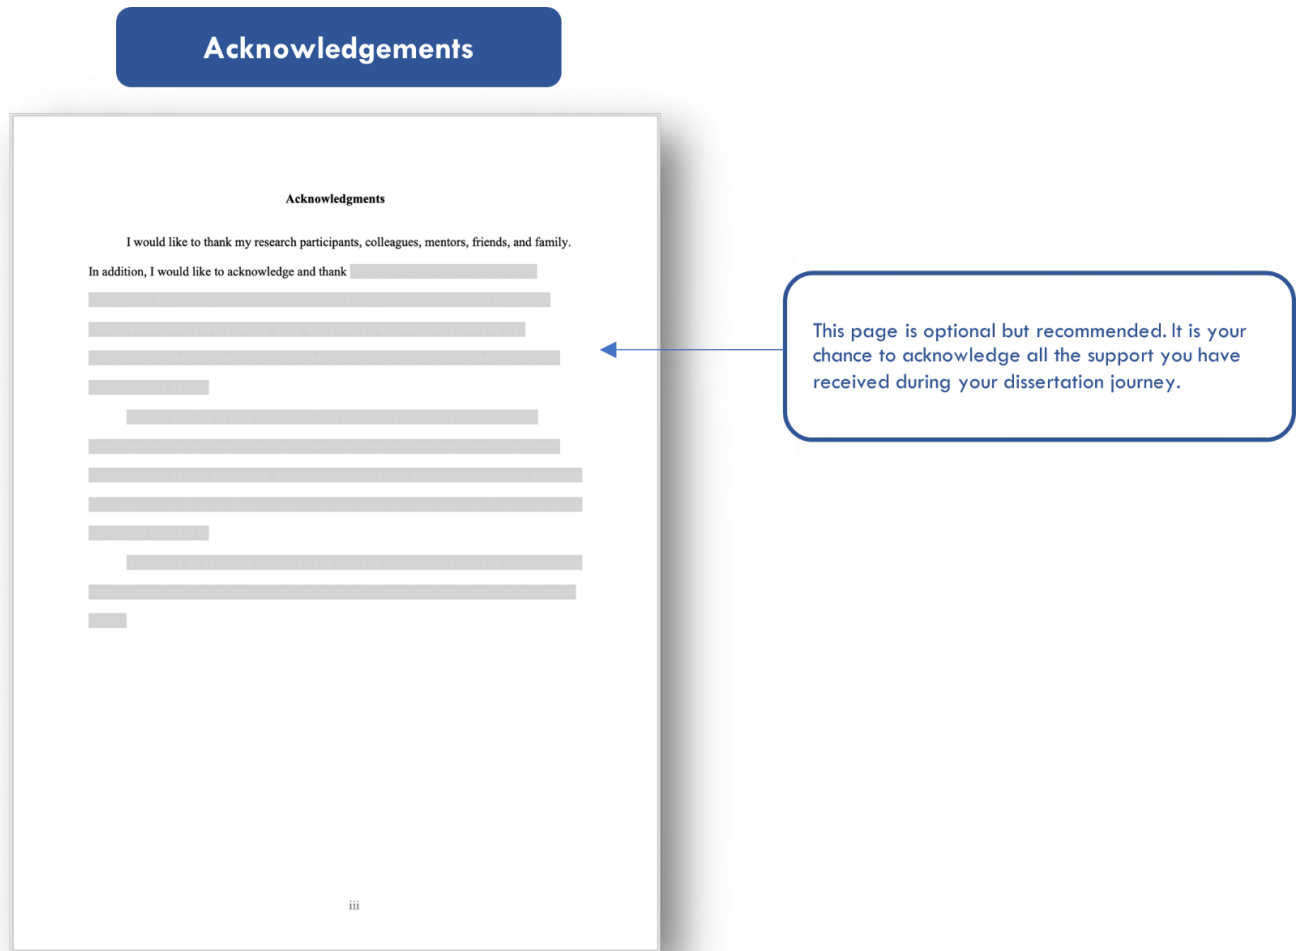 Acknowledgements
Acknowledgments
I would like to thank my research participants, colleagues, mentors, friends, and family.
In addition, I would like to acknowledge and thank
This page is optional but recommended. It is your
chance to acknowledge all the support you have
received during your dissertation journey.
iii